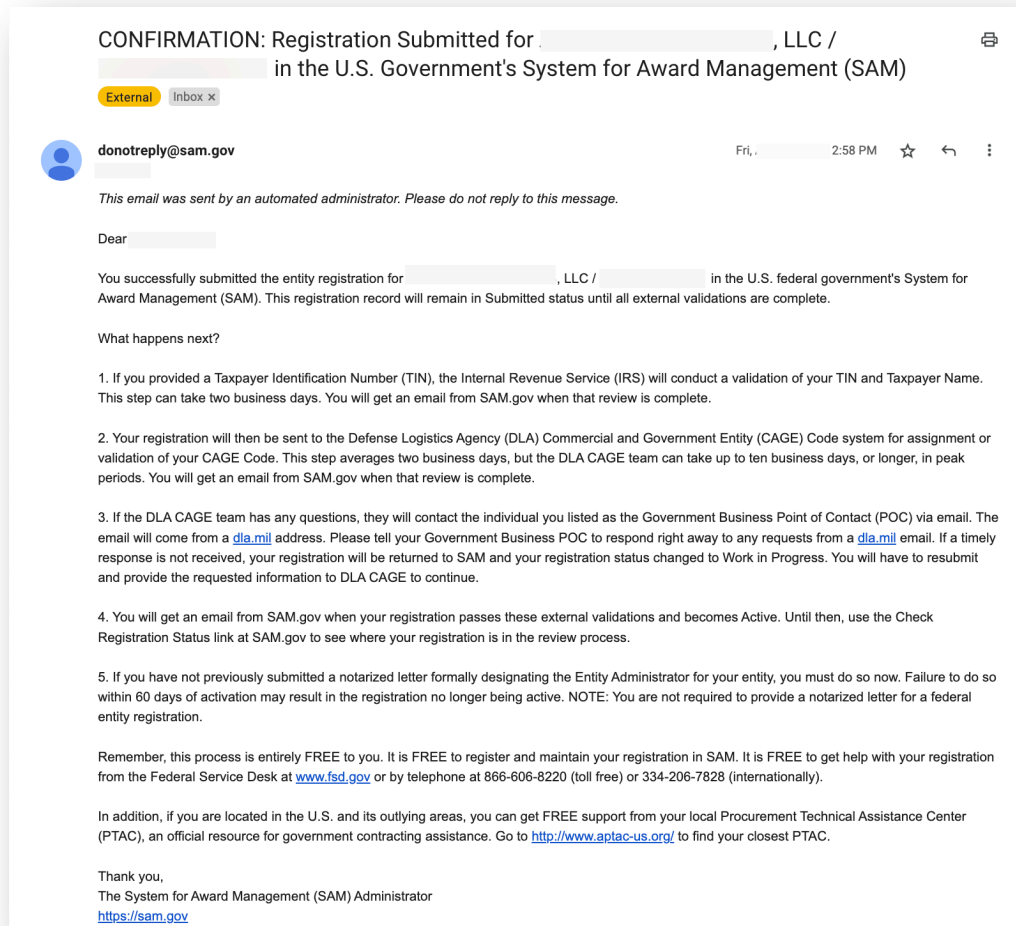 CONFIRMATION: Registration Submitted for , LLC /
in the U.S. Government's System for Award Management (SAM)
External Inbox x
donotreply@sam.gov Fri, 2:58 PM
This email was sent by an automated administrator. Please do not reply to this message.
Dear
You successfully submitted the entity registration for , LLC / in the U.S. federal government's System for
Award Management (SAM). This registration record will remain in Submitted status until all external validations are complete.
What happens next?
1. If you provided a Taxpayer Identification Number (TIN), the Internal Revenue Service (IRS) will conduct a validation of your TIN and Taxpayer Name.
This step can take two business days. You will get an email from SAM.gov when that review is complete.
2. Your registration will then be sent to the Defense Logistics Agency (DLA) Commercial and Government Entity (CAGE) Code system for assignment or
validation of your CAGE Code. This step averages two business days, but the DLA CAGE team can take up to ten business days, or longer, in peak
periods. You will get an email from SAM.gov when that review is complete.
3. If the DLA CAGE team has any questions, they will contact the individual you listed as the Government Business Point of Contact (POC) via email. The
email will come from a dla.mil address. Please tell your Government Business POC to respond right away to any requests from a dla.mil email. If a timely
response is not received, your registration will be returned to SAM and your registration status changed to Work in Progress. You will have to resubmit
and provide the requested information to DLA CAGE to continue.
4. You will get an email from SAM.gov when your registration passes these external validations and becomes Active. Until then, use the Check
Registration Status link at SAM.gov to see where your registration is in the review process.
5. If you have not previously submitted a notarized letter formally designating the Entity Administrator for your entity, you must do so now. Failure to do so
within 60 days of activation may result in the registration no longer being active. NOTE: You are not required to provide a notarized letter for a federal
entity registration.
Remember, this process is entirely FREE to you. It is FREE to register and maintain your registration in SAM. It is FREE to get help with your registration
from the Federal Service Desk at www.fsd.gov or by telephone at 866-606-8220 (toll free) or 334-206-7828 (internationally).
In addition, if you are located in the U.S. and its outlying areas, you can get FREE support from your local Procurement Technical Assistance Center
(PTAC), an official resource for government contracting assistance. Go to http://www.aptac-us.org/ to find your closest PTAC.
Thank you,
The System for Award Management (SAM) Administrator
https://sam.gov